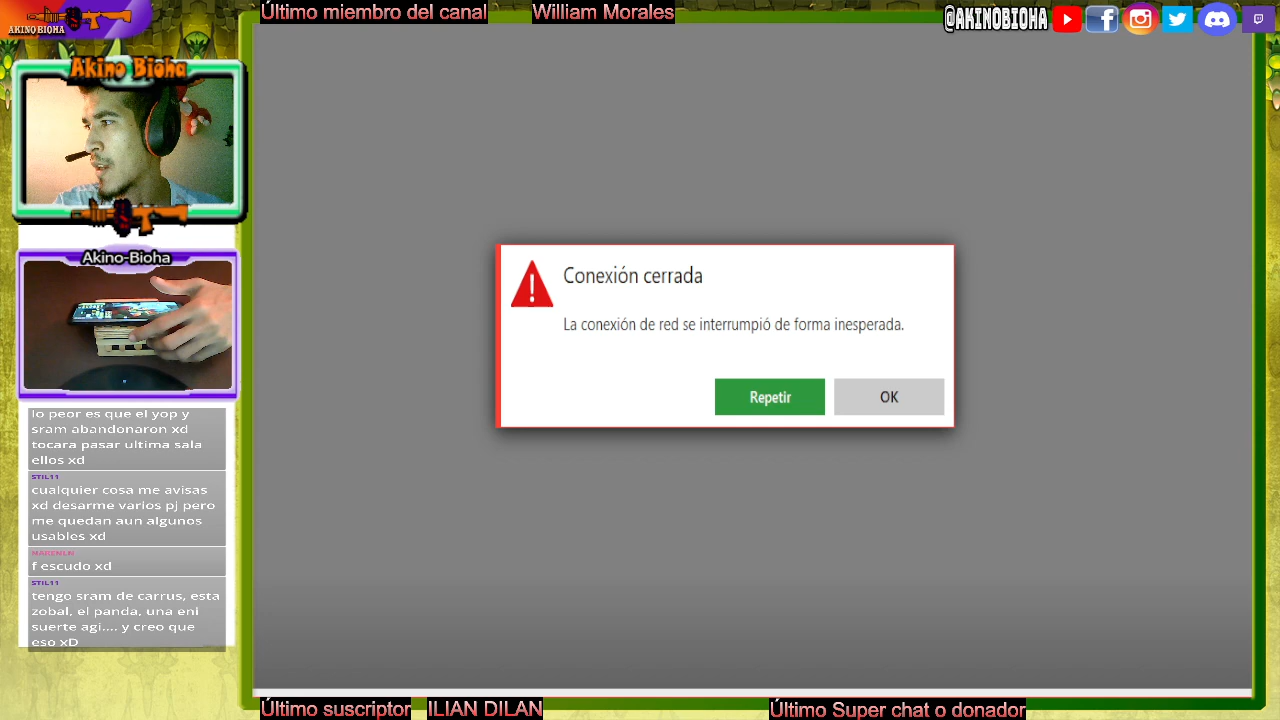 Último miembro del canal
William Morales
@AKINOBIOHA
AKINO BIOHA
Akino Bioha
Akino-Bioha
Conexión cerrada
La conexión de red se interrumpió de forma inesperada.
Repetir
OK
lo peor es que el yop y
sram abandonaron xd
tocara pasar ultima sala
ellos xd
STIL11
cualquier cosa me avisas
xd desarme varios pj pero
me quedan aun algunos
usables xd
f escudo xd
STIL11
tengo sram de carrus, esta
zobal, el panda, una eni
suerte agi.... y creo que
eso xD
Último suscriptor
ILIAN DILAN
Último Super chat o donador